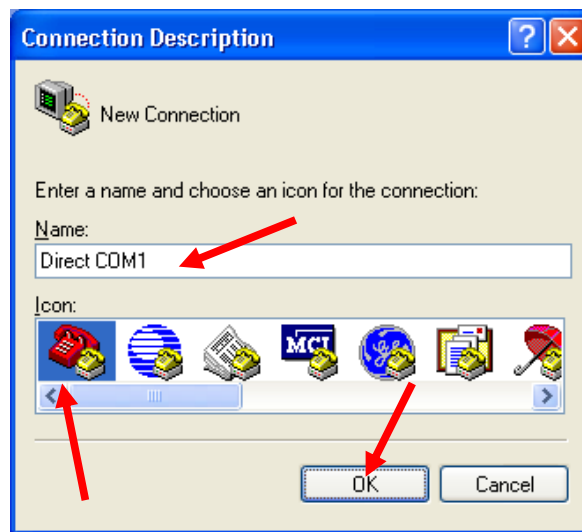 Connection Description
New Connection
Enter a name and choose an icon for the connection:
Name:
Direct COM1
Icon:
MCI
OK
Cancel